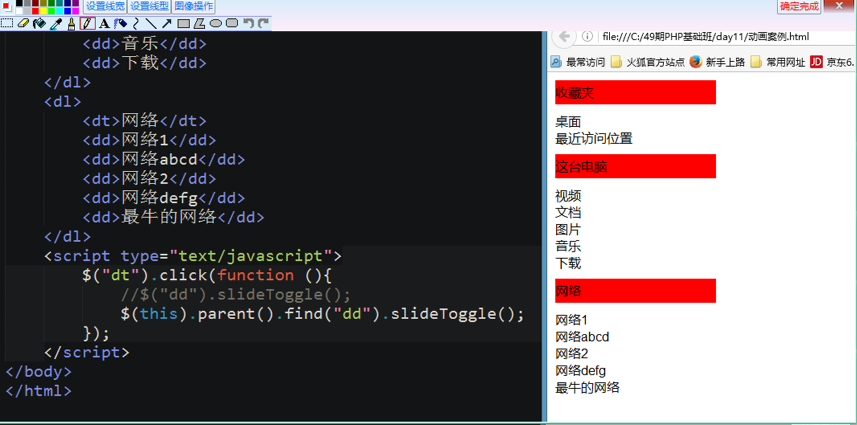 设置线宽 设置线型 图像操作 确定完成
A
<dd>音乐</dd>
<dd>下载</dd>
</dl>
<dl>
<dt>网络</dt>
<dd>网络1</dd>
<dd>网络abcd</dd>
<dd>网络2</dd>
<dd>网络defg</dd>
<dd>最牛的网络</dd>
</dl>
<script type="text/javascript">
$("dt").click(function (){
//$("dd").slideToggle();
$(this).parent().find("dd").slideToggle();
});
</script>
</body>
</html>
file:///C:/49期PHP基础班/day11/动画案例.html
最常访问 火狐官方站点 新手上路 常用网址 JD 京东6.
收藏夹
桌面
最近访问位置
这台电脑
视频
文档
图片
音乐
下载
网络
网络1
网络abcd
网络2
网络defg
最牛的网络